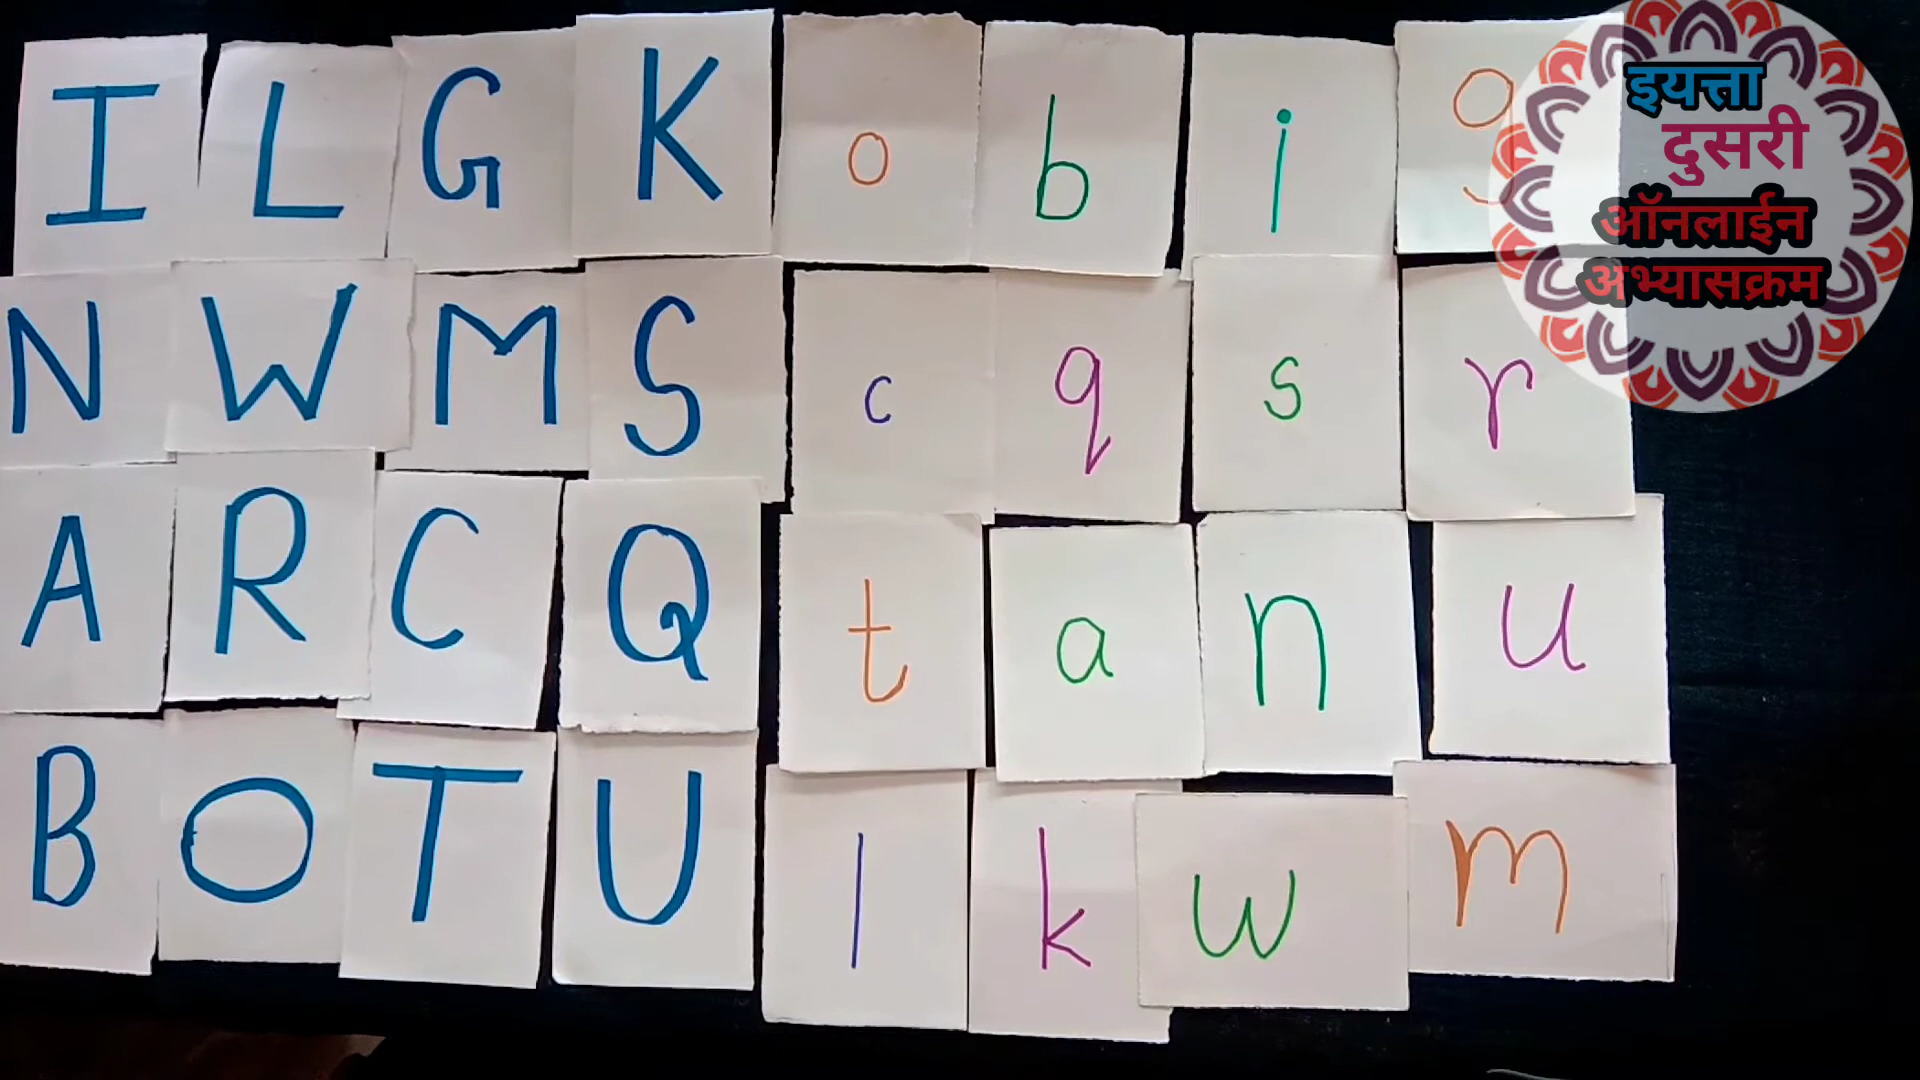 I L G K o b i g
N W M S c q s r
A R C Q t a n u
B O T U l k w m
इयत्ता
दुसरी
ऑनलाईन
अभ्यासक्रम